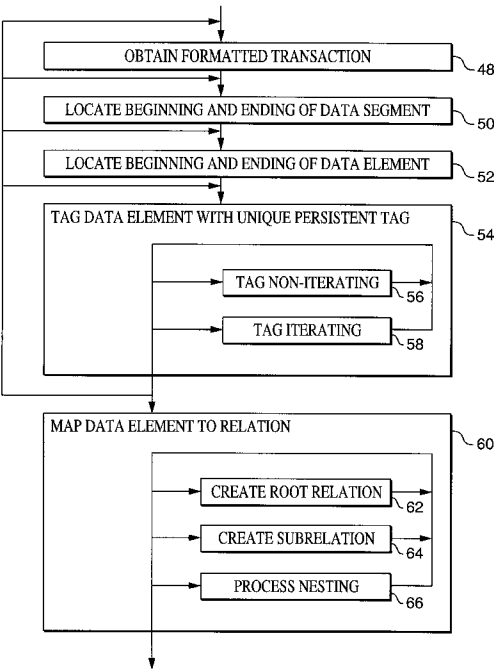 OBTAIN FORMATTED TRANSACTION
48
LOCATE BEGINNING AND ENDING OF DATA SEGMENT
50
LOCATE BEGINNING AND ENDING OF DATA ELEMENT
52
TAG DATA ELEMENT WITH UNIQUE PERSISTENT TAG
54
TAG NON-ITERATING
56
TAG ITERATING
58
MAP DATA ELEMENT TO RELATION
60
CREATE ROOT RELATION
62
CREATE SUBRELATION
64
PROCESS NESTING
66